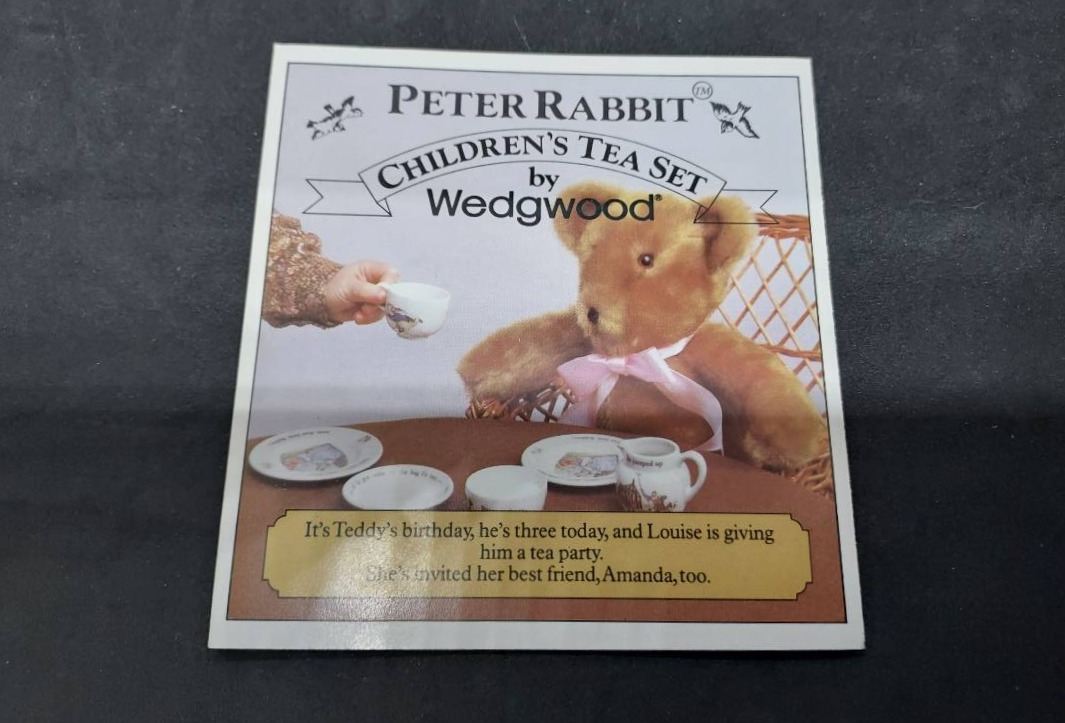 PETER RABBIT™
CHILDREN'S TEA SET
by
Wedgwood®
It's Teddy's birthday, he's three today, and Louise is giving
him a tea party.
She's invited her best friend, Amanda, too.